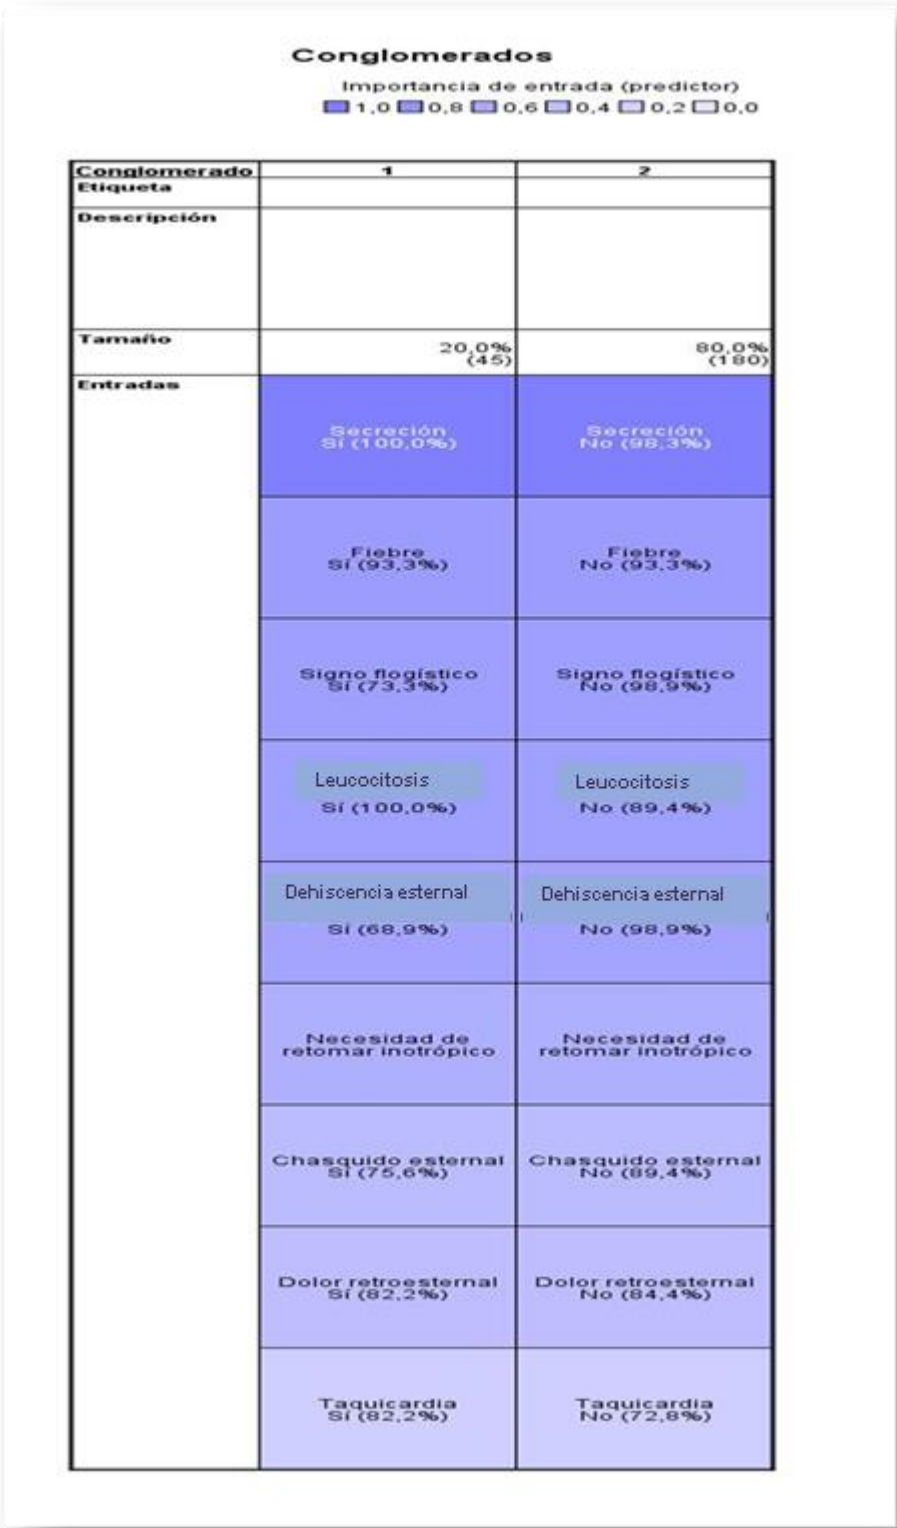 Conglomerados
Importancia de entrada (predictor)
1,0 0,8 0,6 0,4 0,2 0,0
Conglomerado 1 2
Etiqueta
Descripción
Tamaño 20,0% (45) 80,0% (180)
Entradas
Secreción Secreción
Sí (100,0%) No (98,3%)
Fiebre Fiebre
Sí (93,3%) No (93,3%)
Signo flogístico Signo flogístico
Sí (73,3%) No (98,9%)
Leucocitosis Leucocitosis
Sí (100,0%) No (89,4%)
Dehiscencia esternal Dehiscencia esternal
Sí (68,9%) No (98,9%)
Necesidad de Necesidad de
retomar inotrópico retomar inotrópico
Chasquido esternal Chasquido esternal
Sí (75,6%) No (89,4%)
Dolor retroesternal Dolor retroesternal
Sí (82,2%) No (84,4%)
Taquicardia Taquicardia
Sí (82,2%) No (72,8%)